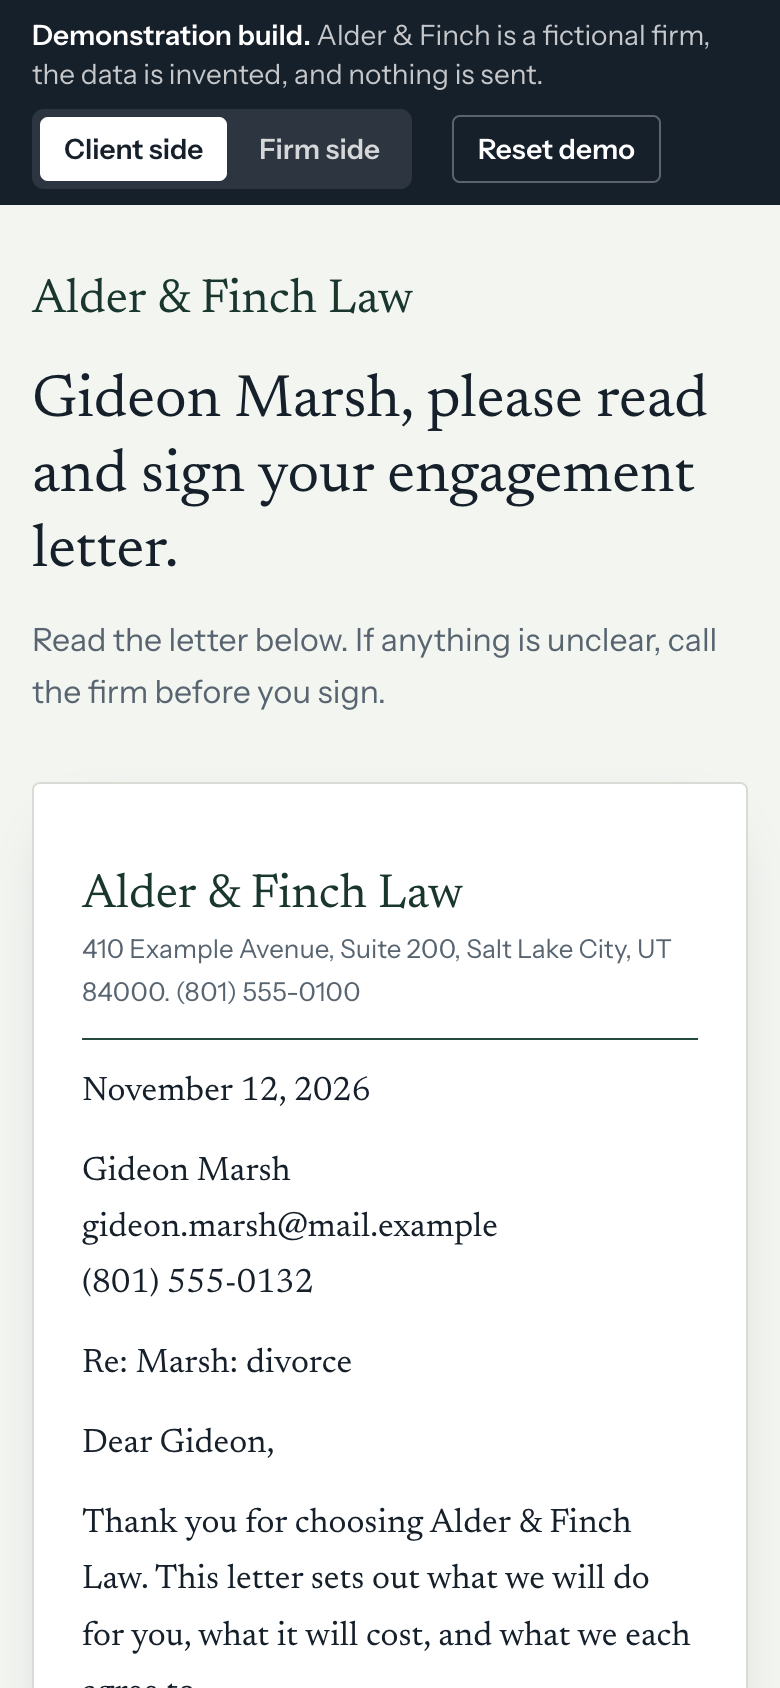 Demonstration build. Alder & Finch is a fictional firm,
the data is invented, and nothing is sent.
Client side
Firm side
Reset demo
Alder & Finch Law
Gideon Marsh, please read
and sign your engagement
letter.
Read the letter below. If anything is unclear, call
the firm before you sign.
Alder & Finch Law
410 Example Avenue, Suite 200, Salt Lake City, UT
84000. (801) 555-0100
November 12, 2026
Gideon Marsh
gideon.marsh@mail.example
(801) 555-0132
Re: Marsh: divorce
Dear Gideon,
Thank you for choosing Alder & Finch
Law. This letter sets out what we will do
for you, what it will cost, and what we each